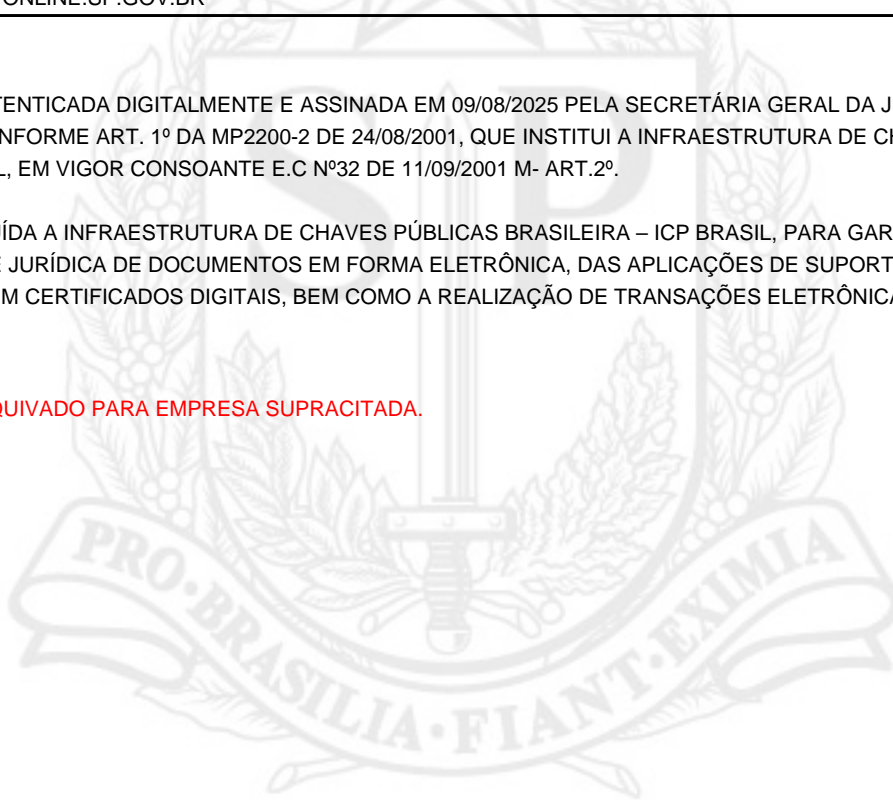 ONLINE.SP.GOV.BR
TENTICADA DIGITALMENTE E ASSINADA EM 09/08/2025 PELA SECRETÁRIA GERAL DA J
NFORME ART. 1º DA MP2200-2 DE 24/08/2001, QUE INSTITUI A INFRAESTRUTURA DE CH
L, EM VIGOR CONSOANTE E.C Nº32 DE 11/09/2001 M- ART.2º.
UÍDA A INFRAESTRUTURA DE CHAVES PÚBLICAS BRASILEIRA – ICP BRASIL, PARA GAR
E JURÍDICA DE DOCUMENTOS EM FORMA ELETRÔNICA, DAS APLICAÇÕES DE SUPORT
M CERTIFICADOS DIGITAIS, BEM COMO A REALIZAÇÃO DE TRANSAÇÕES ELETRÔNICA
QUIVADO PARA EMPRESA SUPRACITADA.
SP
PRO·BRASILIA·FIANT·EXIMIA